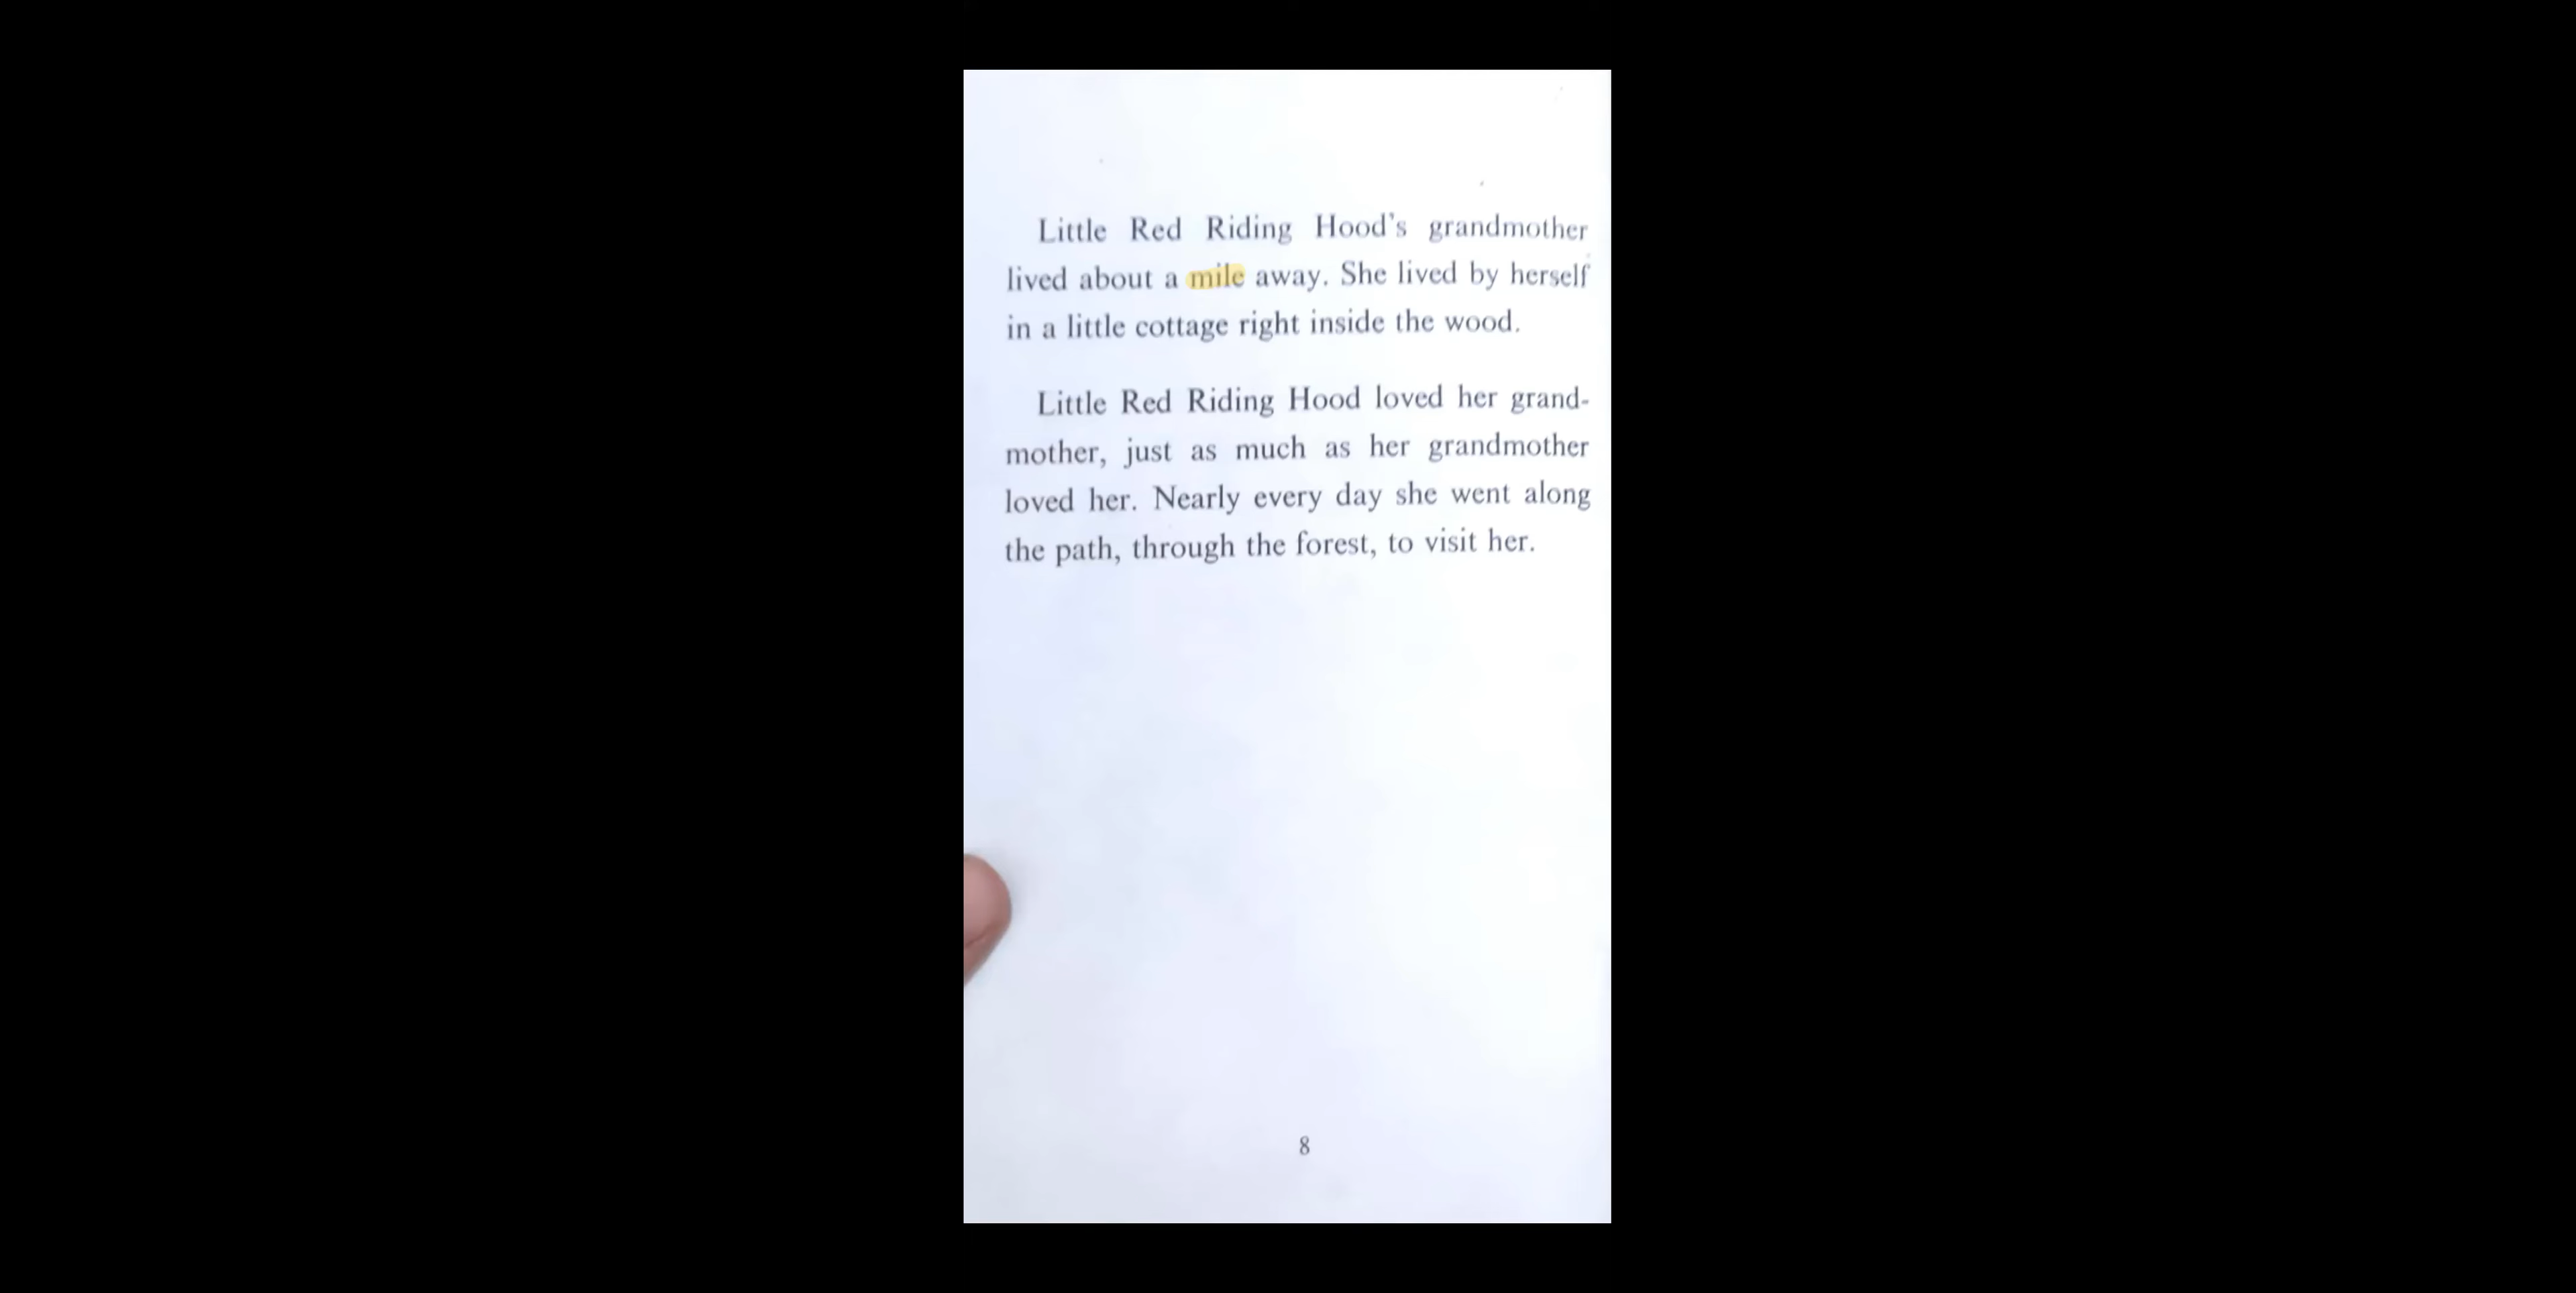 Little Red Riding Hood's grandmother
lived about a mile away. She lived by herself
in a little cottage right inside the wood.
Little Red Riding Hood loved her grand-
mother, just as much as her grandmother
loved her. Nearly every day she went along
the path, through the forest, to visit her.
8